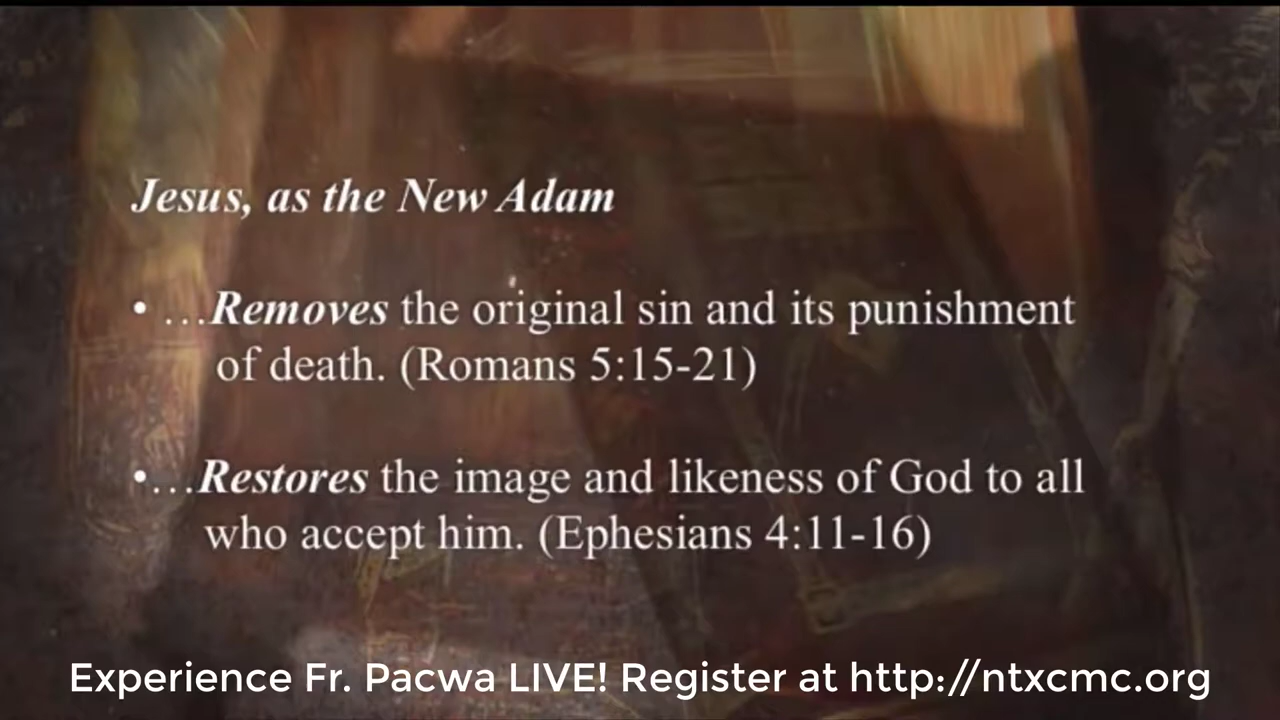 Jesus, as the New Adam
• ...Removes the original sin and its punishment
of death. (Romans 5:15-21)
•...Restores the image and likeness of God to all
who accept him. (Ephesians 4:11-16)
Experience Fr. Pacwa LIVE! Register at http://ntxcmc.org